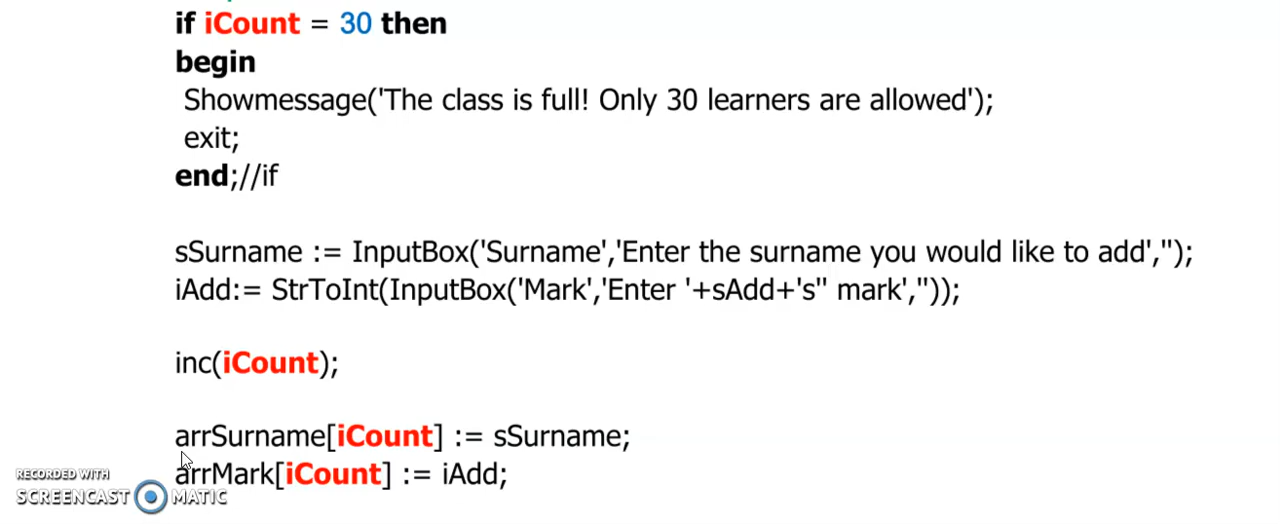 if iCount = 30 then
begin
Showmessage('The class is full! Only 30 learners are allowed');
exit;
end;//if
sSurname := InputBox('Surname','Enter the surname you would like to add','');
iAdd:= StrToInt(InputBox('Mark','Enter '+sAdd+'s'' mark',''));
inc(iCount);
arrSurname[iCount] := sSurname;
arrMark[iCount] := iAdd;
RECORDED WITH
SCREENCAST MATIC